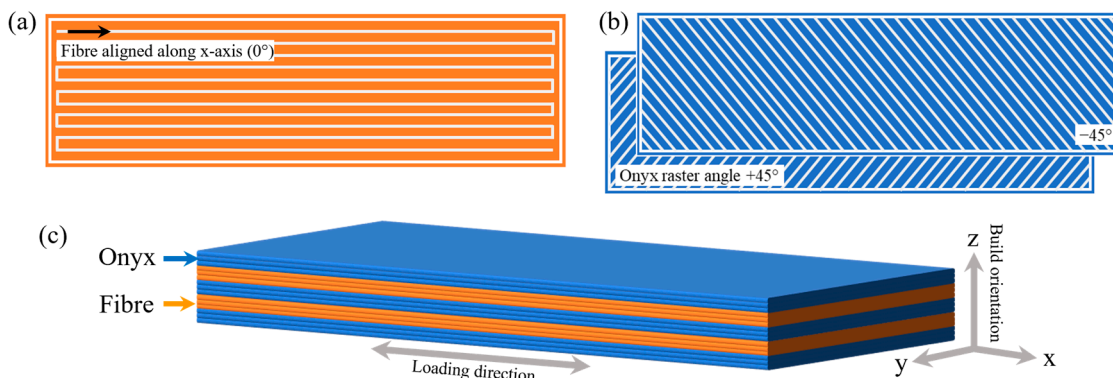 (a)
Fibre aligned along x-axis (0°)
(b)
−45°
Onyx raster angle +45°
(c)
Onyx
Fibre
Loading direction
z
Build orientation
y
x